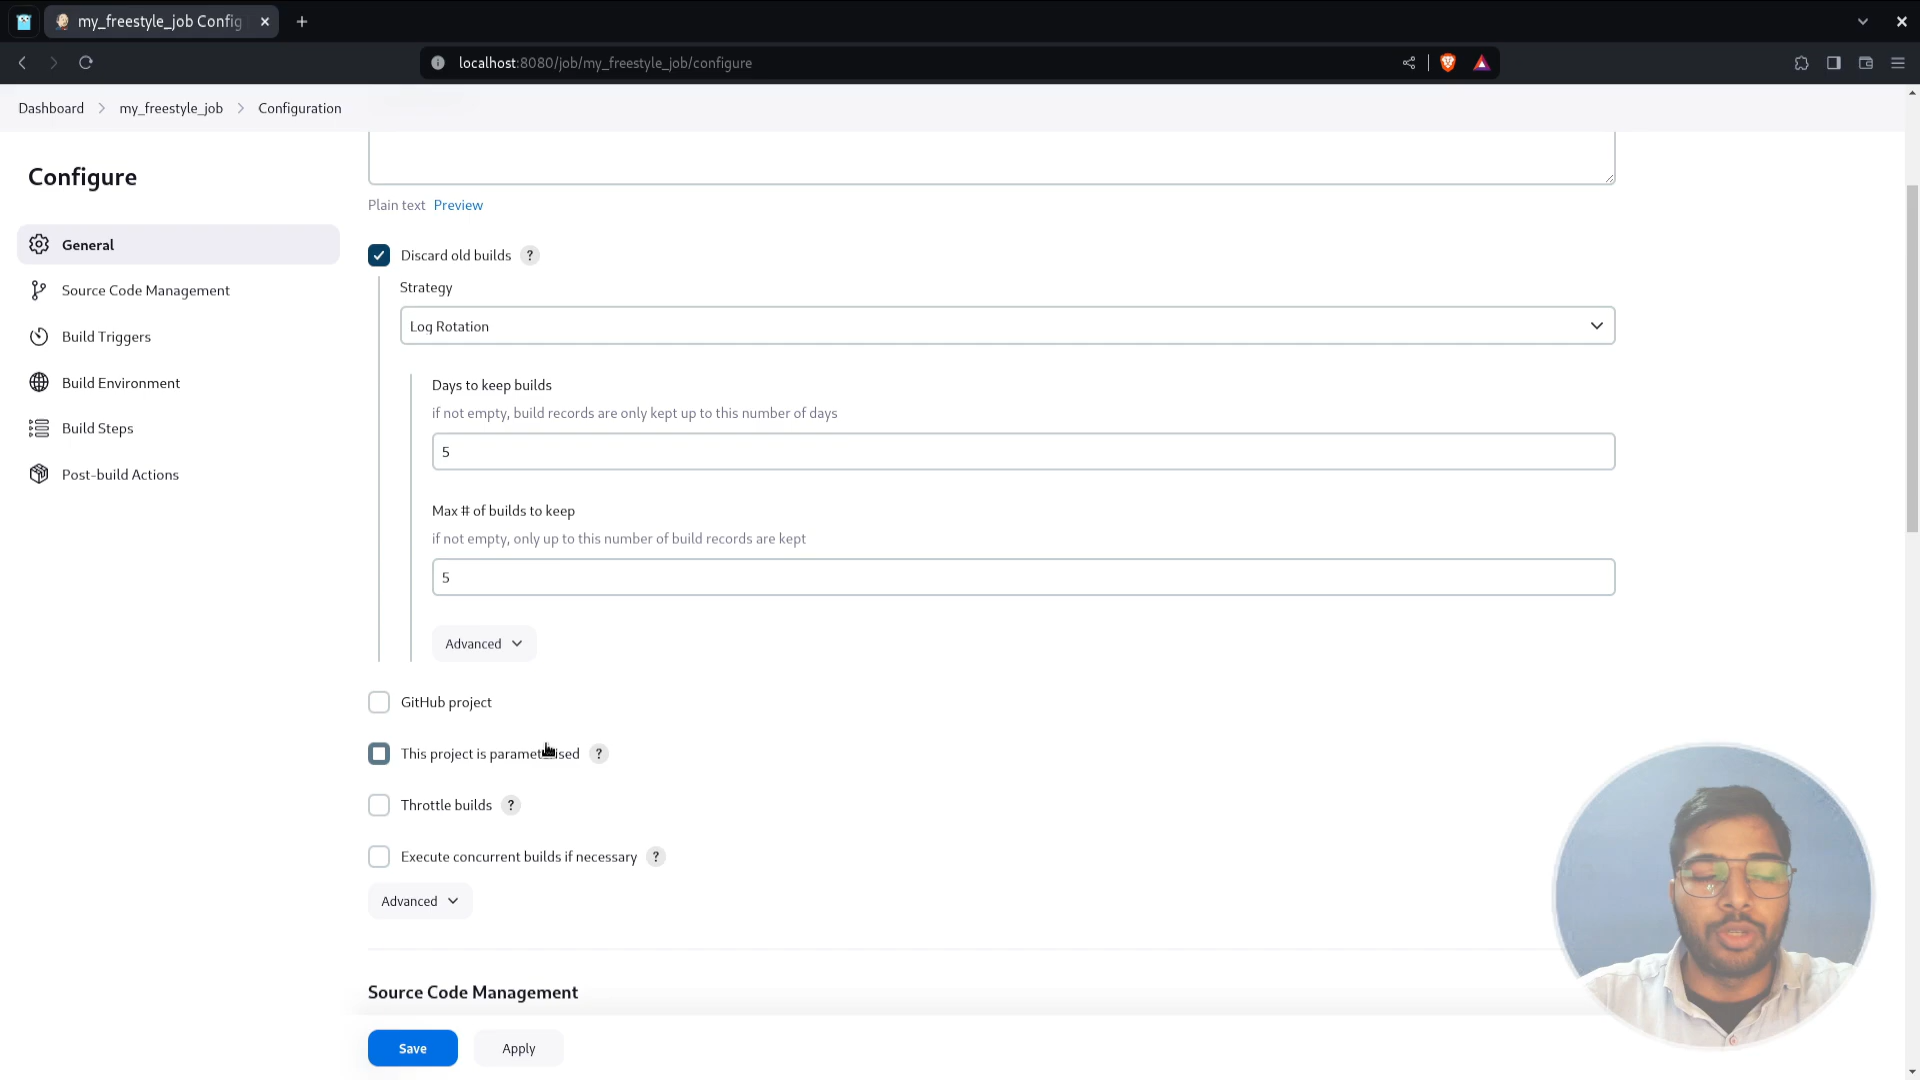 my_freestyle_job Config
localhost:8080/job/my_freestyle_job/configure
Dashboard my_freestyle_job Configuration
Configure
General
Source Code Management
Build Triggers
Build Environment
Build Steps
Post-build Actions
Plain text Preview
Discard old builds ?
Strategy
Log Rotation
Days to keep builds
if not empty, build records are only kept up to this number of days
5
Max # of builds to keep
if not empty, only up to this number of build records are kept
5
Advanced
GitHub project
This project is parameterised ?
Throttle builds ?
Execute concurrent builds if necessary ?
Advanced
Source Code Management
Save Apply